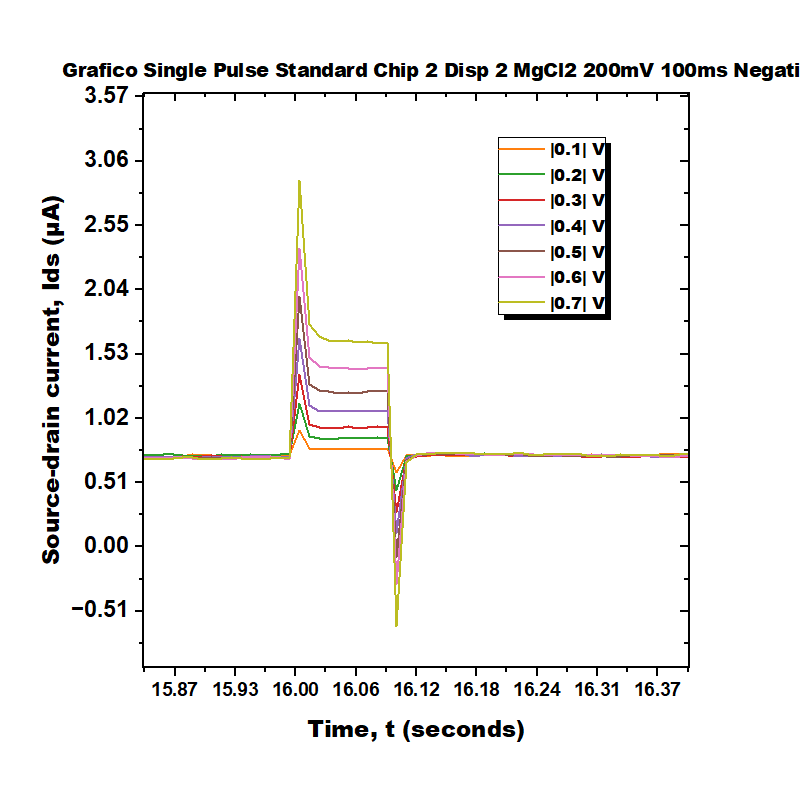 Grafico Single Pulse Standard Chip 2 Disp 2 MgCl2 200mV 100ms Negati
3.57
3.06
2.55
2.04
1.53
1.02
0.51
0.00
−0.51
Source-drain current, Ids (μA)
|0.1| V
|0.2| V
|0.3| V
|0.4| V
|0.5| V
|0.6| V
|0.7| V
15.87 15.93 16.00 16.06 16.12 16.18 16.24 16.31 16.37
Time, t (seconds)